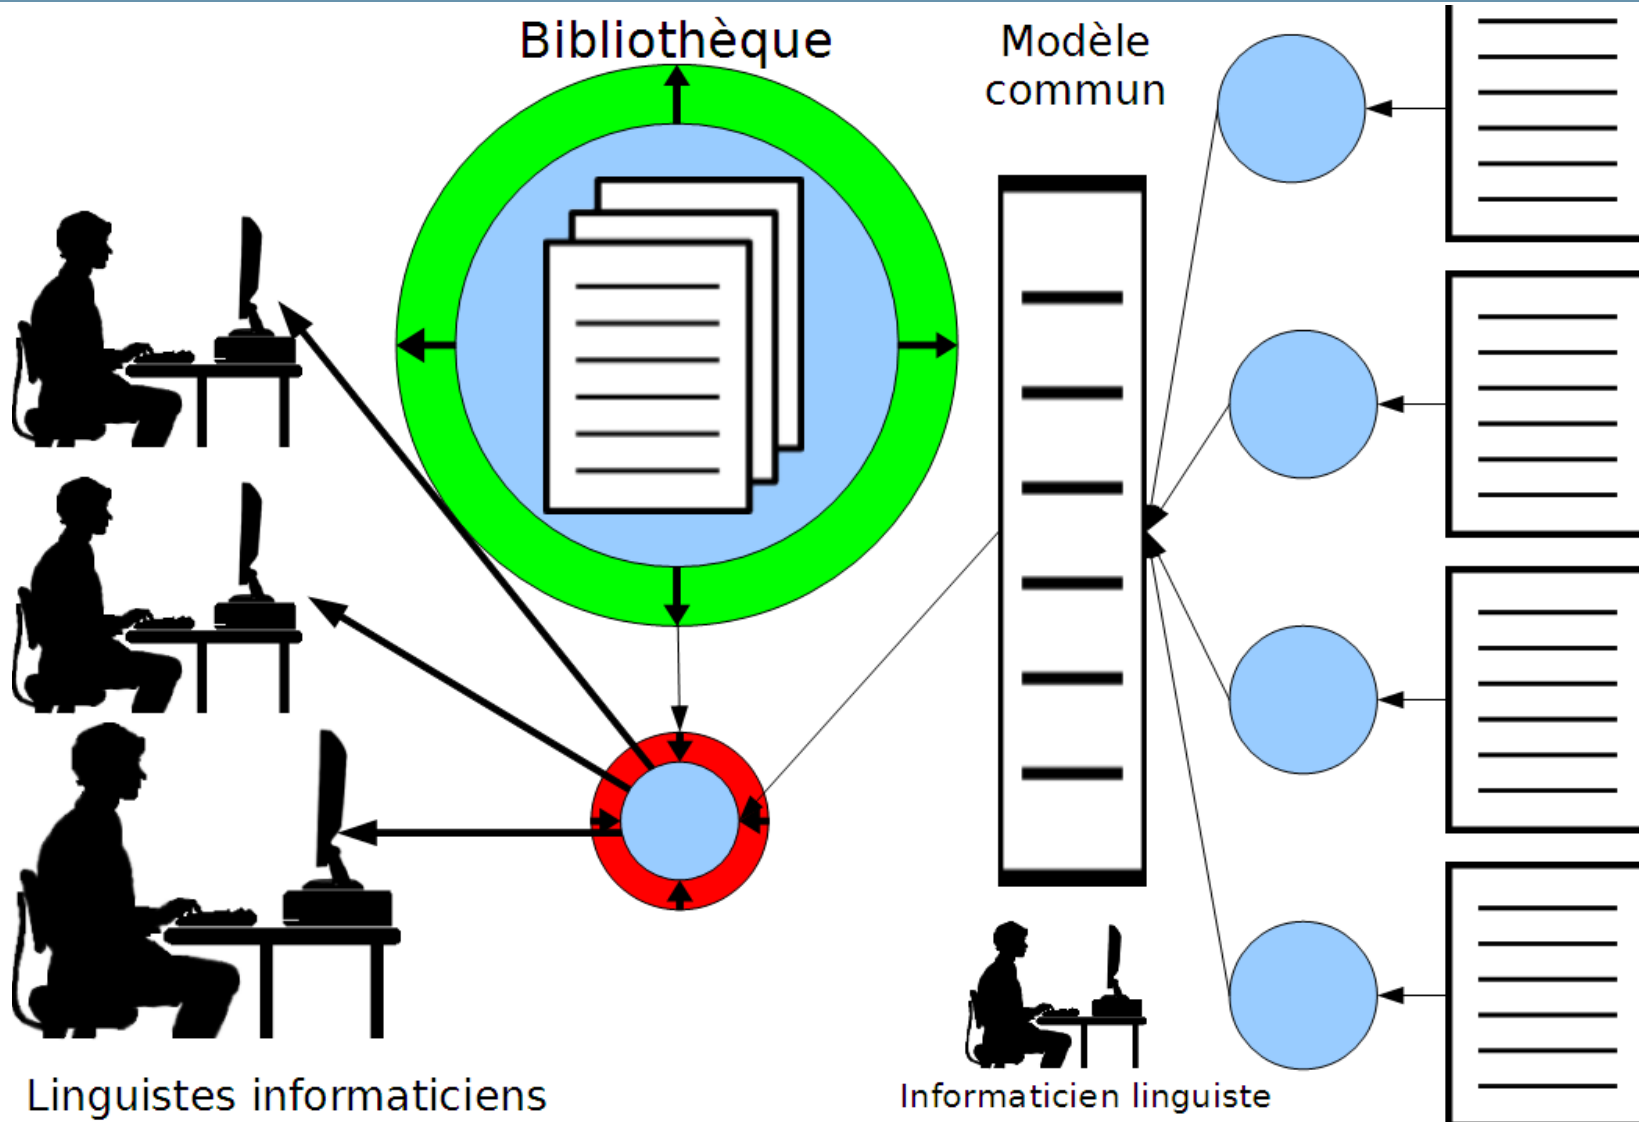 Bibliothèque
Modèle
commun
Linguistes informaticiens
Informaticien linguiste